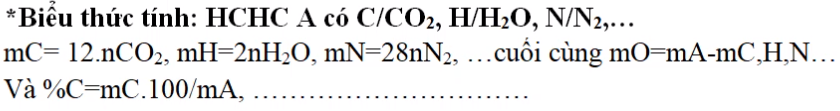 *Biểu thức tính: HCHC A có C/CO₂, H/H₂O, N/N₂,…
mC= 12.nCO₂, mH=2nH₂O, mN=28nN₂, …cuối cùng mO=mA-mC,H,N…
Và %C=mC.100/mA, ……………………………